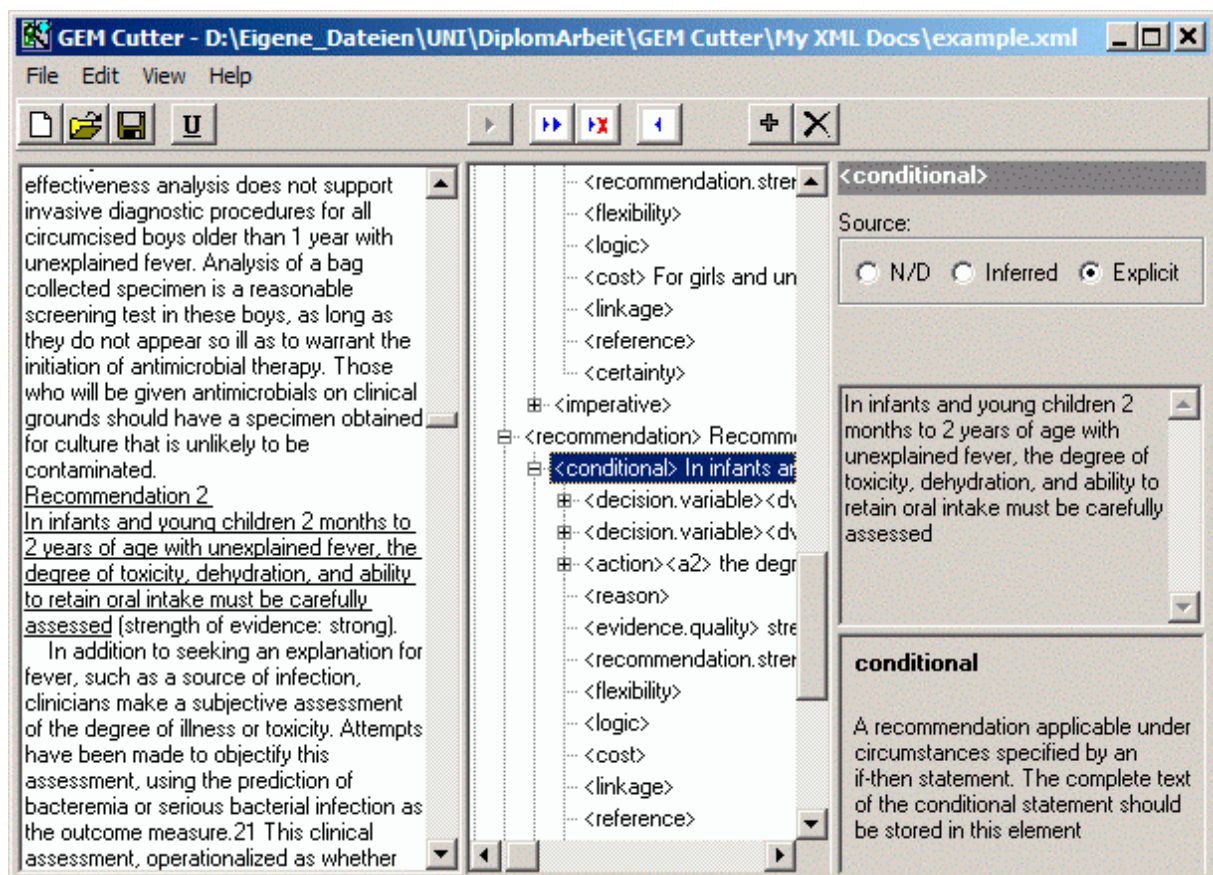 GEM Cutter - D:\Eigene_Dateien\UNI\DiplomArbeit\GEM Cutter\My XML Docs\example.xml
File Edit View Help
U
effectiveness analysis does not support
invasive diagnostic procedures for all
circumcised boys older than 1 year with
unexplained fever. Analysis of a bag
collected specimen is a reasonable
screening test in these boys, as long as
they do not appear so ill as to warrant the
initiation of antimicrobial therapy. Those
who will be given antimicrobials on clinical
grounds should have a specimen obtained
for culture that is unlikely to be
contaminated.
Recommendation 2
In infants and young children 2 months to
2 years of age with unexplained fever, the
degree of toxicity, dehydration, and ability
to retain oral intake must be carefully
assessed (strength of evidence: strong).
In addition to seeking an explanation for
fever, such as a source of infection,
clinicians make a subjective assessment
of the degree of illness or toxicity. Attempts
have been made to objectify this
assessment, using the prediction of
bacteremia or serious bacterial infection as
the outcome measure.21 This clinical
assessment, operationalized as whether
<recommendation.stren
<flexibility>
<logic>
<cost> For girls and un
<linkage>
<reference>
<certainty>
<imperative>
<recommendation> Recomm
<conditional> In infants an
<decision.variable><dv
<decision.variable><dv
<action><a2> the degr
<reason>
<evidence.quality> stre
<recommendation.stren
<flexibility>
<logic>
<cost>
<linkage>
<reference>
<conditional>
Source:
N/D Inferred Explicit
In infants and young children 2
months to 2 years of age with
unexplained fever, the degree of
toxicity, dehydration, and ability to
retain oral intake must be carefully
assessed
conditional
A recommendation applicable under
circumstances specified by an
if-then statement. The complete text
of the conditional statement should
be stored in this element